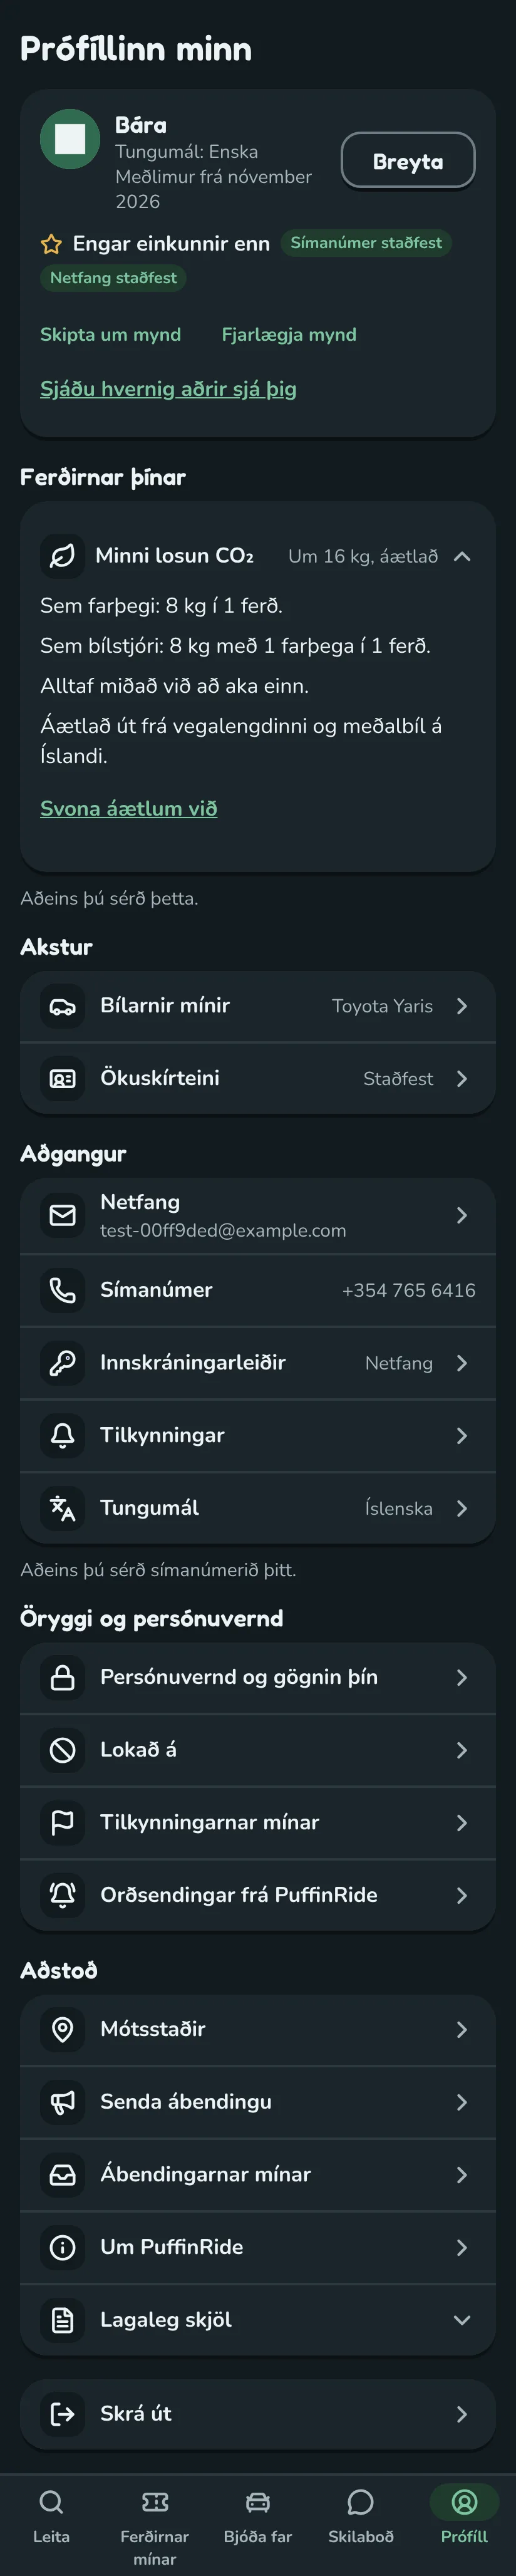 Prófíllinn minn
Bára
Tungumál: Enska
Meðlimur frá nóvember
2026
Breyta
Engar einkunnir enn
Símanúmer staðfest
Netfang staðfest
Skipta um mynd
Fjarlægja mynd
Sjáðu hvernig aðrir sjá þig
Ferðirnar þínar
Minni losun CO₂
Um 16 kg, áætlað
Sem farþegi: 8 kg í 1 ferð.
Sem bílstjóri: 8 kg með 1 farþega í 1 ferð.
Alltaf miðað við að aka einn.
Áætlað út frá vegalengdinni og meðalbíl á
Íslandi.
Svona áætlum við
Aðeins þú sérð þetta.
Akstur
Bílarnir mínir
Toyota Yaris
Ökuskírteini
Staðfest
Aðgangur
Netfang
test-00ff9ded@example.com
Símanúmer
+354 765 6416
Innskráningarleiðir
Netfang
Tilkynningar
Tungumál
Íslenska
Aðeins þú sérð símanúmerið þitt.
Öryggi og persónuvernd
Persónuvernd og gögnin þín
Lokað á
Tilkynningarnar mínar
Orðsendingar frá PuffinRide
Aðstoð
Mótsstaðir
Senda ábendingu
Ábendingarnar mínar
Um PuffinRide
Lagaleg skjöl
Skrá út
Leita
Ferðirnar
mínar
Bjóða far
Skilaboð
Prófíll